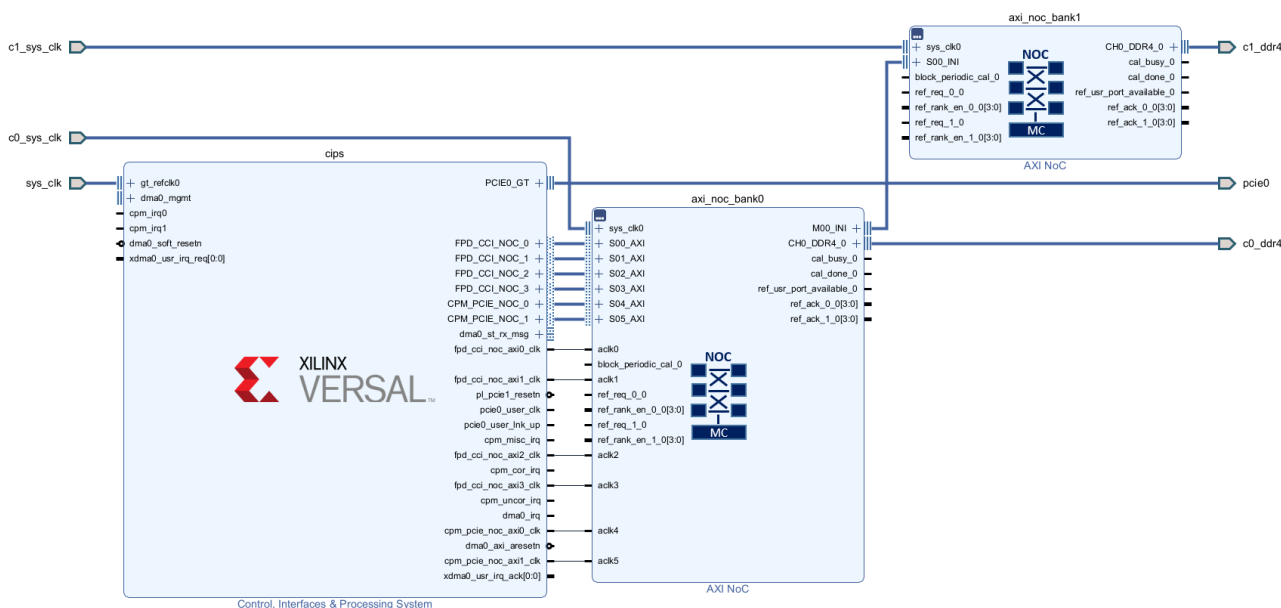 axi_noc_bank1
c1_sys_clk
sys_clk0
S00_INI
block_periodic_cal_0
ref_req_0_0
ref_rank_en_0_0[3:0]
ref_req_1_0
ref_rank_en_1_0[3:0]
NOC
MC
CH0_DDR4_0
cal_busy_0
cal_done_0
ref_usr_port_available_0
ref_ack_0_0[3:0]
ref_ack_1_0[3:0]
c1_ddr4
AXI NoC
c0_sys_clk
cips
sys_clk
gt_refclk0
dma0_mgmt
cpm_irq0
cpm_irq1
dma0_soft_resetn
xdma0_usr_irq_req[0:0]
XILINX
VERSAL™
PCIE0_GT
FPD_CCI_NOC_0
FPD_CCI_NOC_1
FPD_CCI_NOC_2
FPD_CCI_NOC_3
CPM_PCIE_NOC_0
CPM_PCIE_NOC_1
dma0_st_rx_msg
fpd_cci_noc_axi0_clk
fpd_cci_noc_axi1_clk
pl_pcie1_resetn
pcie0_user_clk
pcie0_user_lnk_up
cpm_misc_irq
fpd_cci_noc_axi2_clk
cpm_cor_irq
fpd_cci_noc_axi3_clk
cpm_uncor_irq
dma0_irq
cpm_pcie_noc_axi0_clk
dma0_axi_aresetn
cpm_pcie_noc_axi1_clk
xdma0_usr_irq_ack[0:0]
Control, Interfaces & Processing System
pcie0
axi_noc_bank0
sys_clk0
S00_AXI
S01_AXI
S02_AXI
S03_AXI
S04_AXI
S05_AXI
aclk0
block_periodic_cal_0
aclk1
ref_req_0_0
ref_rank_en_0_0[3:0]
ref_req_1_0
ref_rank_en_1_0[3:0]
aclk2
aclk3
aclk4
aclk5
NOC
MC
M00_INI
CH0_DDR4_0
cal_busy_0
cal_done_0
ref_usr_port_available_0
ref_ack_0_0[3:0]
ref_ack_1_0[3:0]
c0_ddr4
AXI NoC